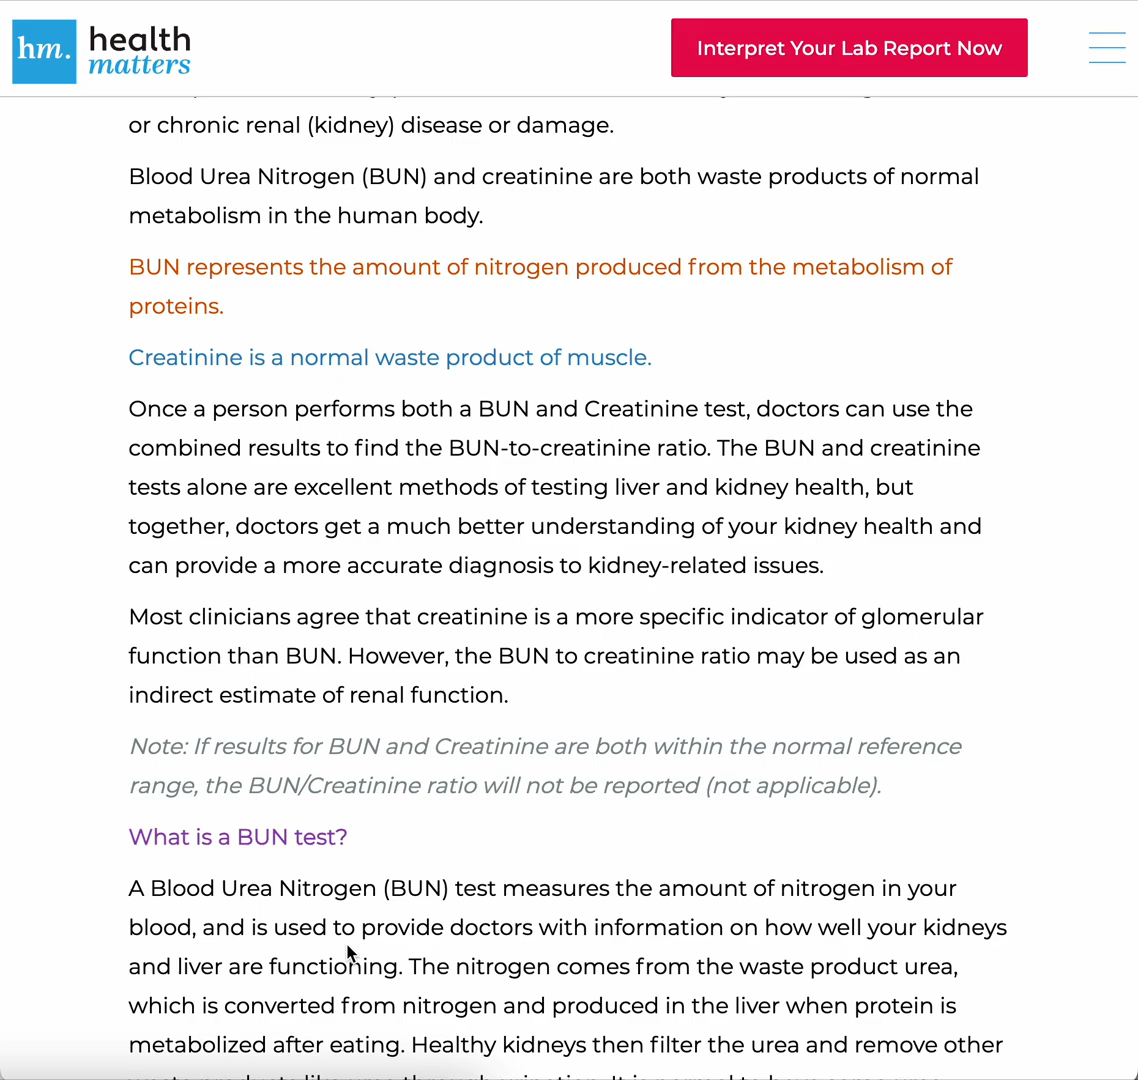 hm.
health
matters
Interpret Your Lab Report Now
or chronic renal (kidney) disease or damage.
Blood Urea Nitrogen (BUN) and creatinine are both waste products of normal
metabolism in the human body.
BUN represents the amount of nitrogen produced from the metabolism of
proteins.
Creatinine is a normal waste product of muscle.
Once a person performs both a BUN and Creatinine test, doctors can use the
combined results to find the BUN-to-creatinine ratio. The BUN and creatinine
tests alone are excellent methods of testing liver and kidney health, but
together, doctors get a much better understanding of your kidney health and
can provide a more accurate diagnosis to kidney-related issues.
Most clinicians agree that creatinine is a more specific indicator of glomerular
function than BUN. However, the BUN to creatinine ratio may be used as an
indirect estimate of renal function.
Note: If results for BUN and Creatinine are both within the normal reference
range, the BUN/Creatinine ratio will not be reported (not applicable).
What is a BUN test?
A Blood Urea Nitrogen (BUN) test measures the amount of nitrogen in your
blood, and is used to provide doctors with information on how well your kidneys
and liver are functioning. The nitrogen comes from the waste product urea,
which is converted from nitrogen and produced in the liver when protein is
metabolized after eating. Healthy kidneys then filter the urea and remove other